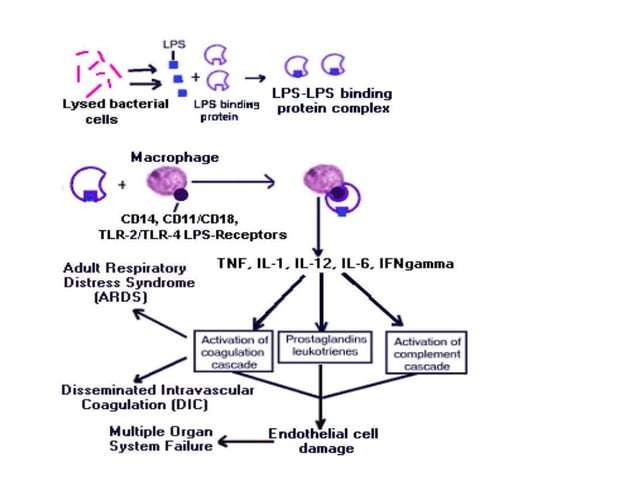 LPS
Lysed bacterial
cells
+
LPS binding
protein
LPS-LPS binding
protein complex
Macrophage
+
CD14, CD11/CD18,
TLR-2/TLR-4 LPS-Receptors
TNF, IL-1, IL-12, IL-6, IFNgamma
Adult Respiratory
Distress Syndrome
(ARDS)
Activation of
coagulation
cascade
Prostaglandins
leukotrienes
Activation of
complement
cascade
Disseminated Intravascular
Coagulation (DIC)
Multiple Organ
System Failure
Endothelial cell
damage